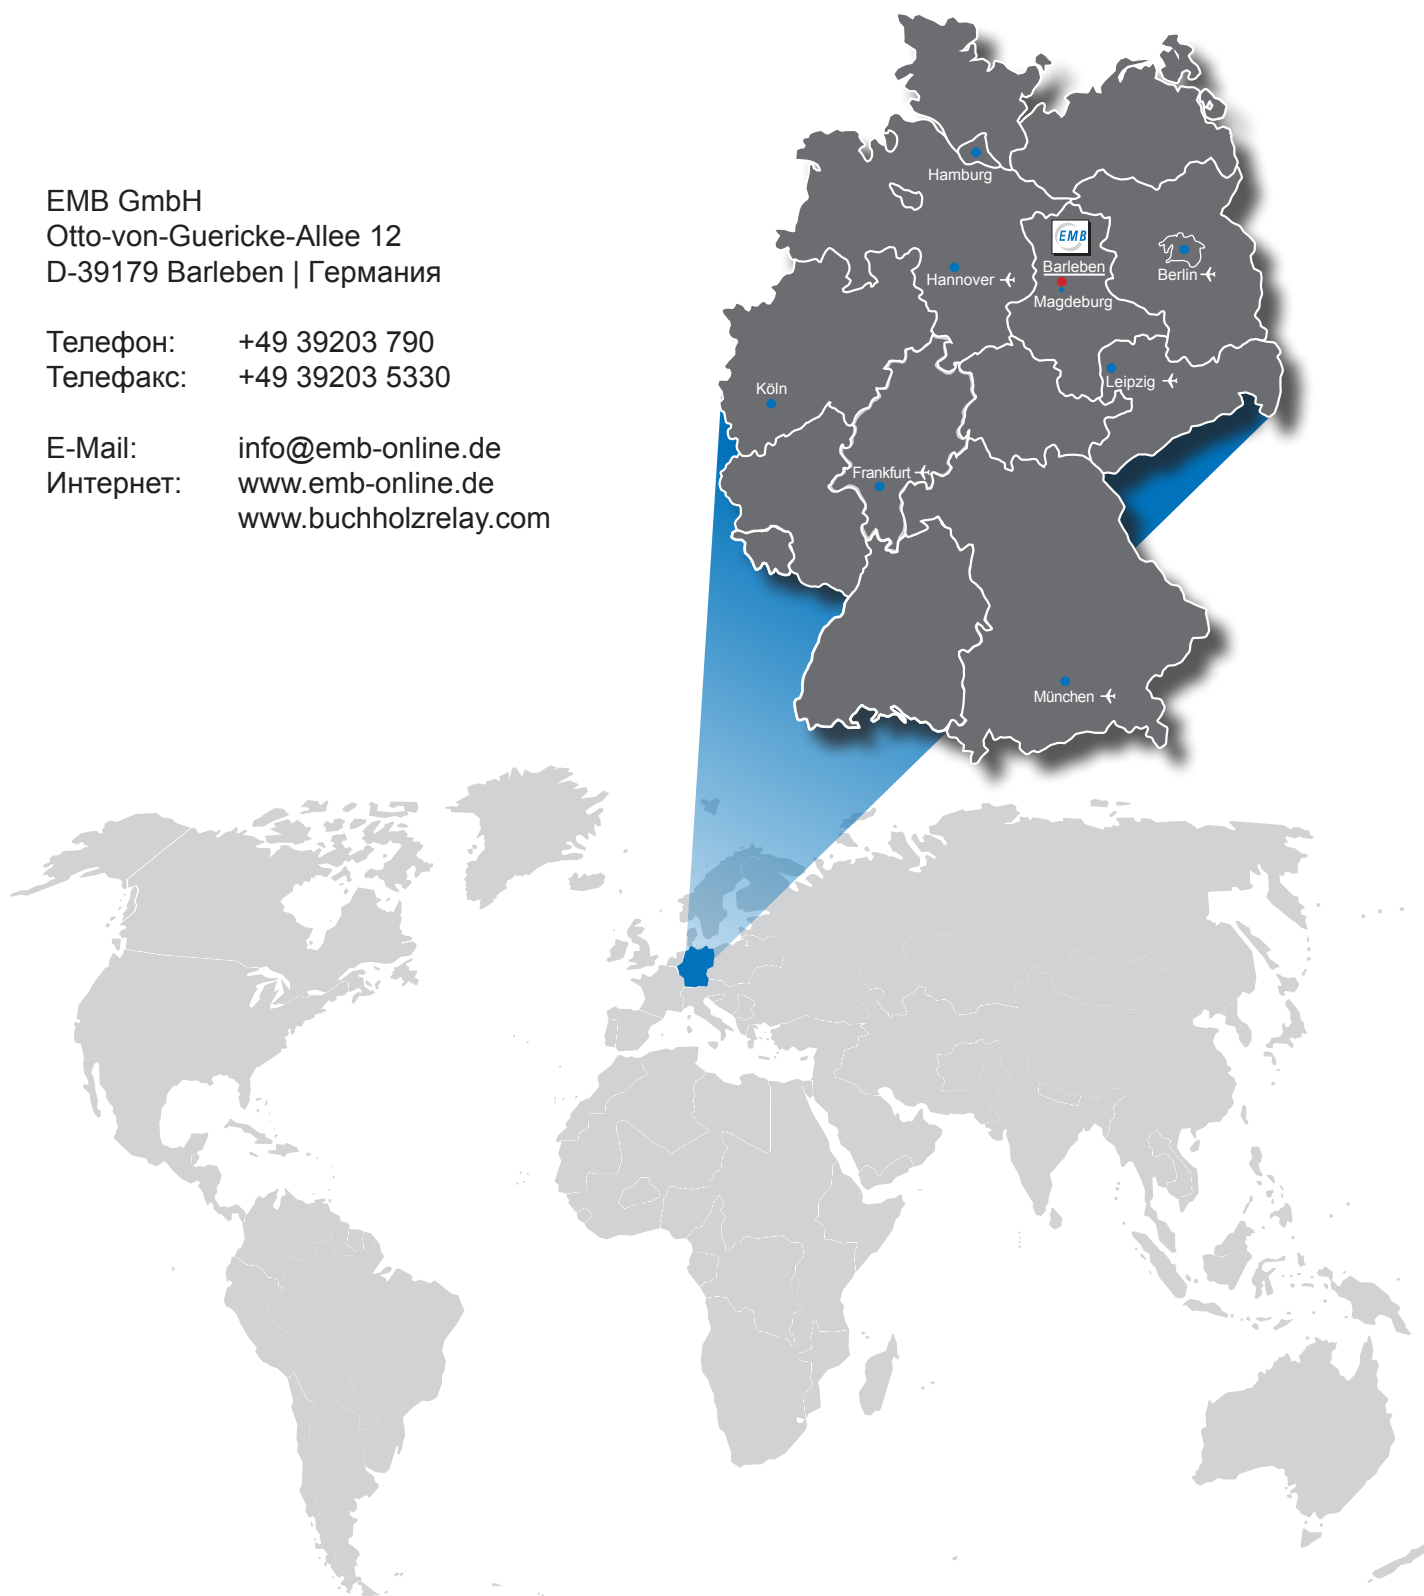 EMB GmbH
Otto-von-Guericke-Allee 12
D-39179 Barleben | Германия
Телефон: +49 39203 790
Телефакс: +49 39203 5330
E-Mail: info@emb-online.de
Интернет: www.emb-online.de
www.buchholzrelay.com
Hamburg
EMB
Barleben
Hannover
Berlin
Magdeburg
Köln
Leipzig
Frankfurt
München